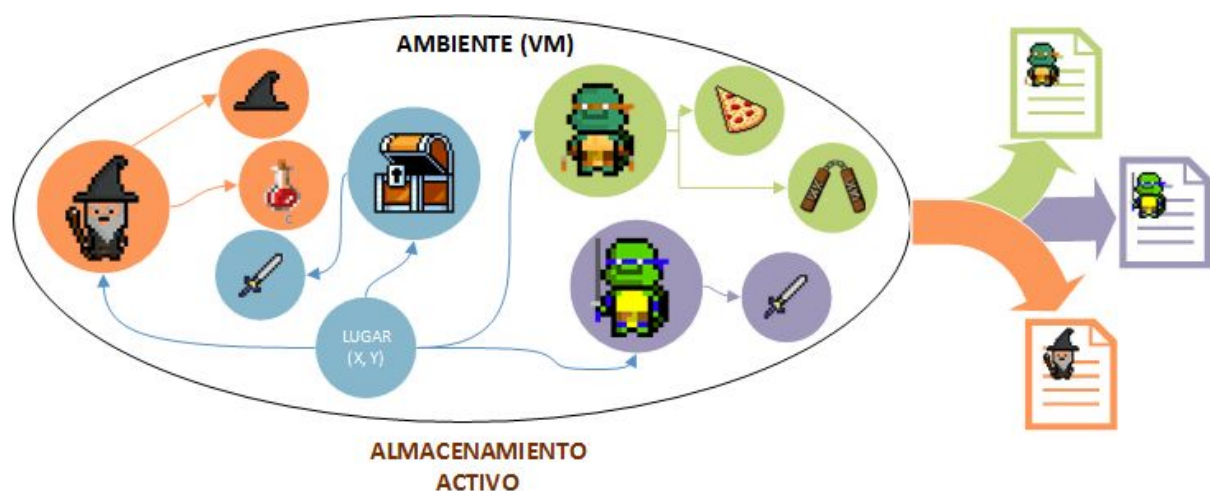 AMBIENTE (VM)
LUGAR
(X, Y)
ALMACENAMIENTO
ACTIVO